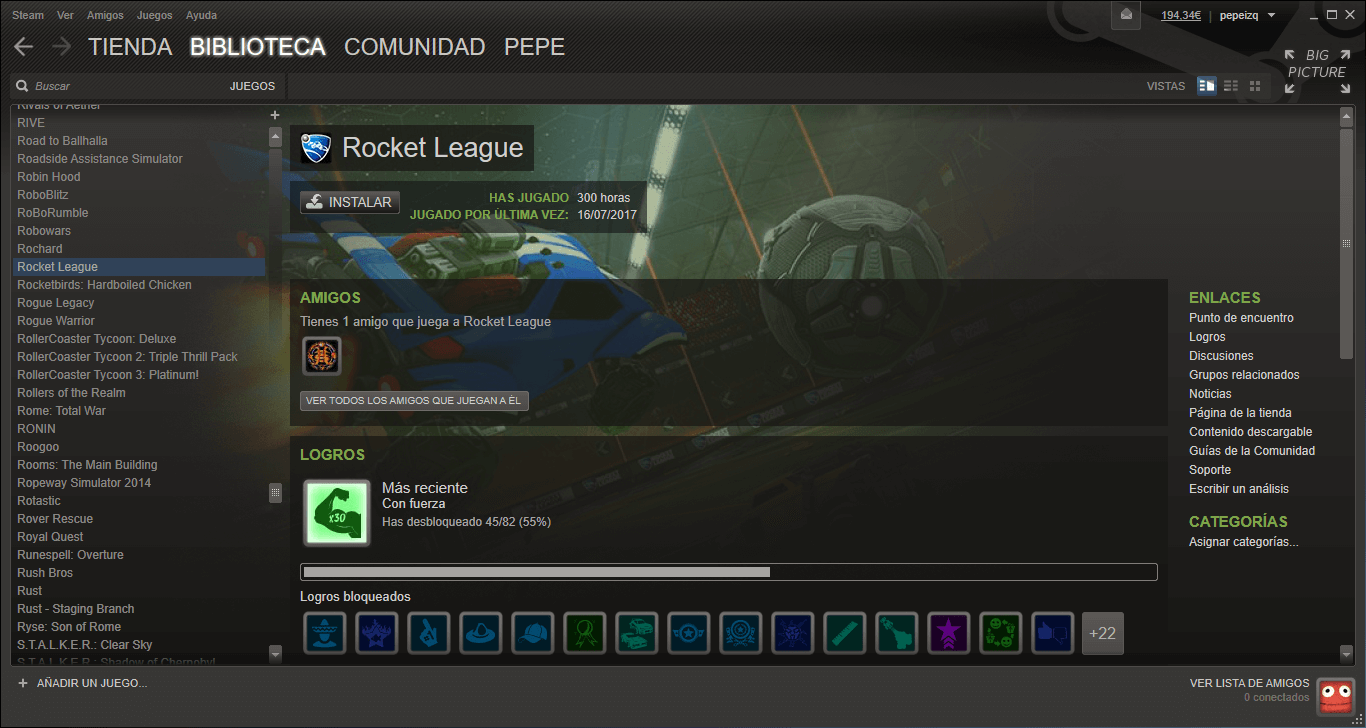 Steam Ver Amigos Juegos Ayuda
194,34€ | pepeizq
TIENDA BIBLIOTECA COMUNIDAD PEPE
BIG PICTURE
Buscar JUEGOS
VISTAS
Rivals of Aether
RIVE
Road to Ballhalla
Roadside Assistance Simulator
Robin Hood
RoboBlitz
RoBoRumble
Robowars
Rochard
Rocket League
Rocketbirds: Hardboiled Chicken
Rogue Legacy
Rogue Warrior
RollerCoaster Tycoon: Deluxe
RollerCoaster Tycoon 2: Triple Thrill Pack
RollerCoaster Tycoon 3: Platinum!
Rollers of the Realm
Rome: Total War
RONIN
Roogoo
Rooms: The Main Building
Ropeway Simulator 2014
Rotastic
Rover Rescue
Royal Quest
Runespell: Overture
Rush Bros
Rust
Rust - Staging Branch
Ryse: Son of Rome
S.T.A.L.K.E.R.: Clear Sky
S.T.A.L.K.E.R.: Shadow of Chernobyl
Rocket League
INSTALAR
HAS JUGADO 300 horas
JUGADO POR ÚLTIMA VEZ: 16/07/2017
AMIGOS
Tienes 1 amigo que juega a Rocket League
VER TODOS LOS AMIGOS QUE JUEGAN A ÉL
LOGROS
x30
Más reciente
Con fuerza
Has desbloqueado 45/82 (55%)
Logros bloqueados
+22
ENLACES
Punto de encuentro
Logros
Discusiones
Grupos relacionados
Noticias
Página de la tienda
Contenido descargable
Guías de la Comunidad
Soporte
Escribir un análisis
CATEGORÍAS
Asignar categorías...
+ AÑADIR UN JUEGO...
VER LISTA DE AMIGOS
0 conectados